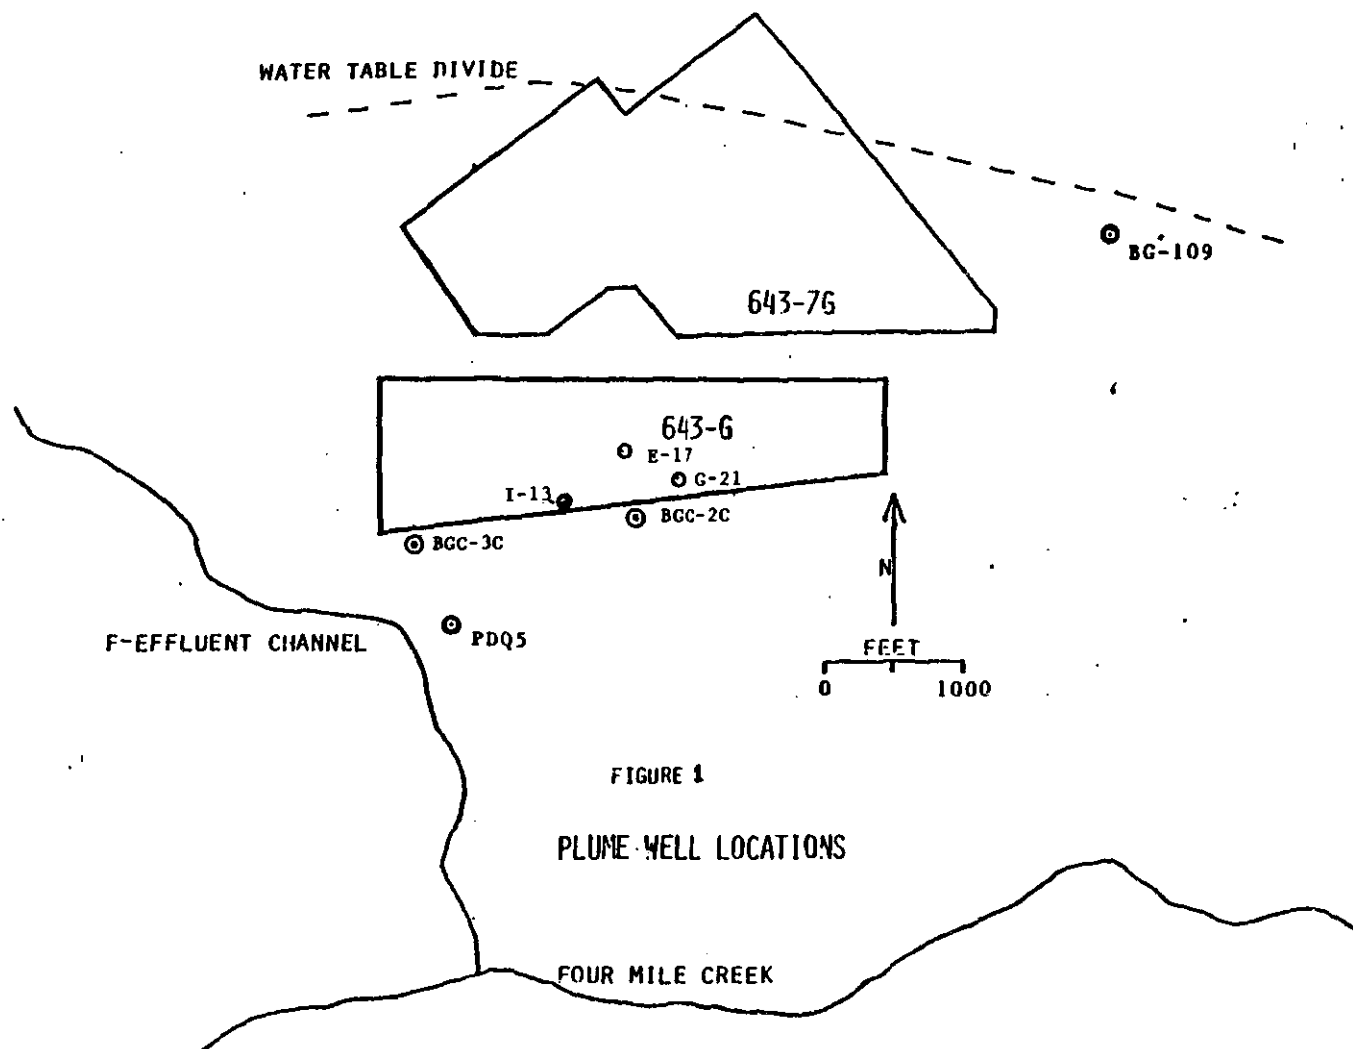 WATER TABLE DIVIDE
BG-109
643-7G
643-G
E-17
G-21
I-13
BGC-2C
BGC-3C
N
PDQ5
F-EFFLUENT CHANNEL
FEET
0 1000
FIGURE 1
PLUME WELL LOCATIONS
FOUR MILE CREEK